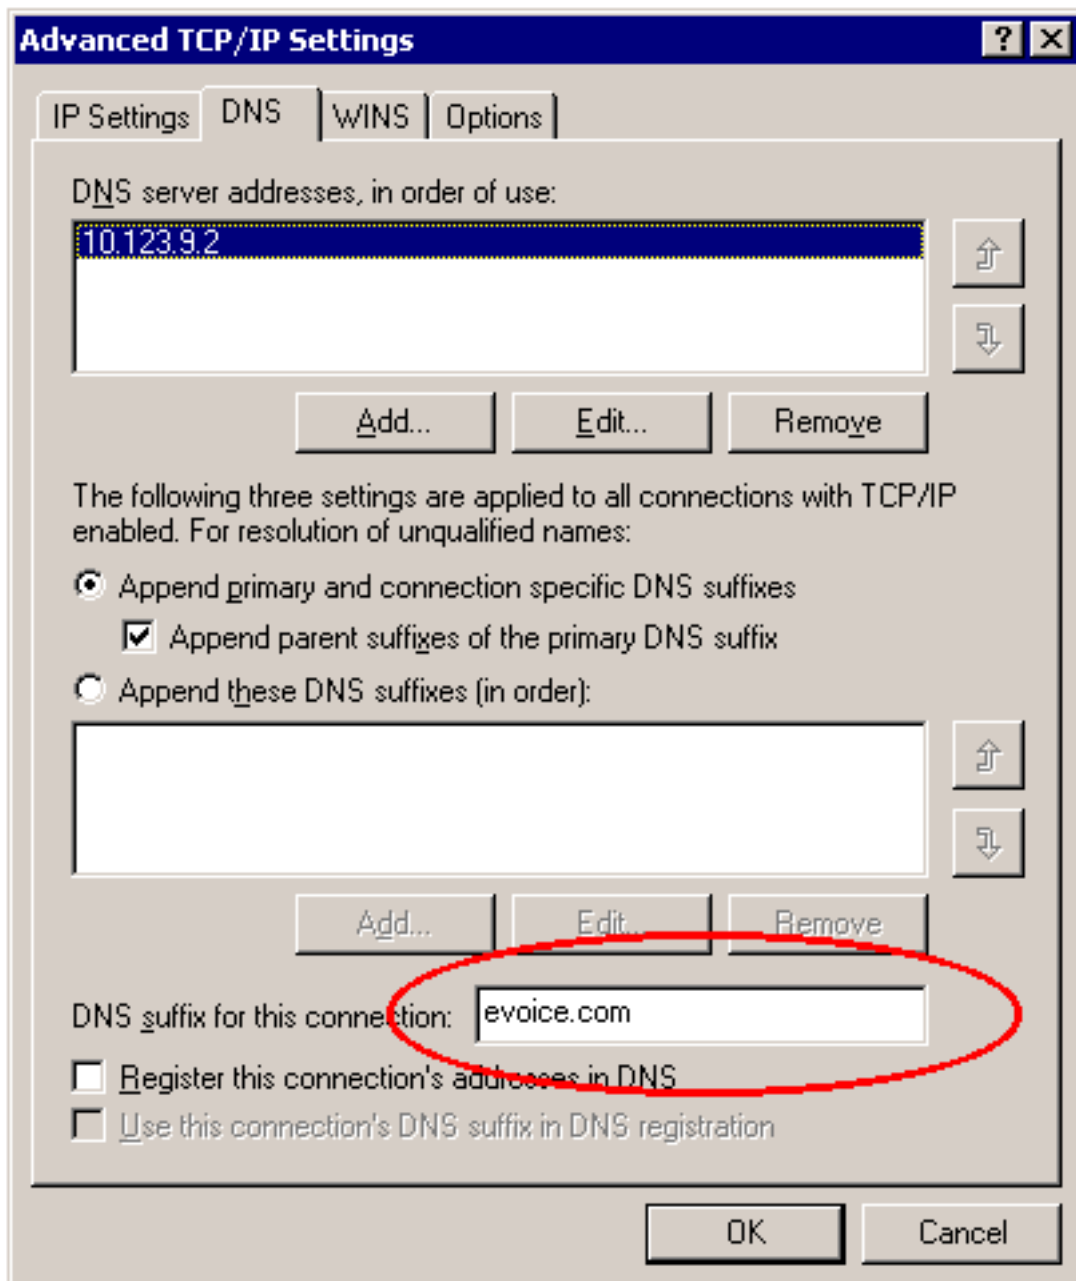 Advanced TCP/IP Settings
IP Settings DNS WINS Options
DNS server addresses, in order of use:
10.123.9.2
Add... Edit... Remove
The following three settings are applied to all connections with TCP/IP
enabled. For resolution of unqualified names:
Append primary and connection specific DNS suffixes
Append parent suffixes of the primary DNS suffix
Append these DNS suffixes (in order):
Add... Edit... Remove
DNS suffix for this connection: evoice.com
Register this connection's addresses in DNS
Use this connection's DNS suffix in DNS registration
OK Cancel